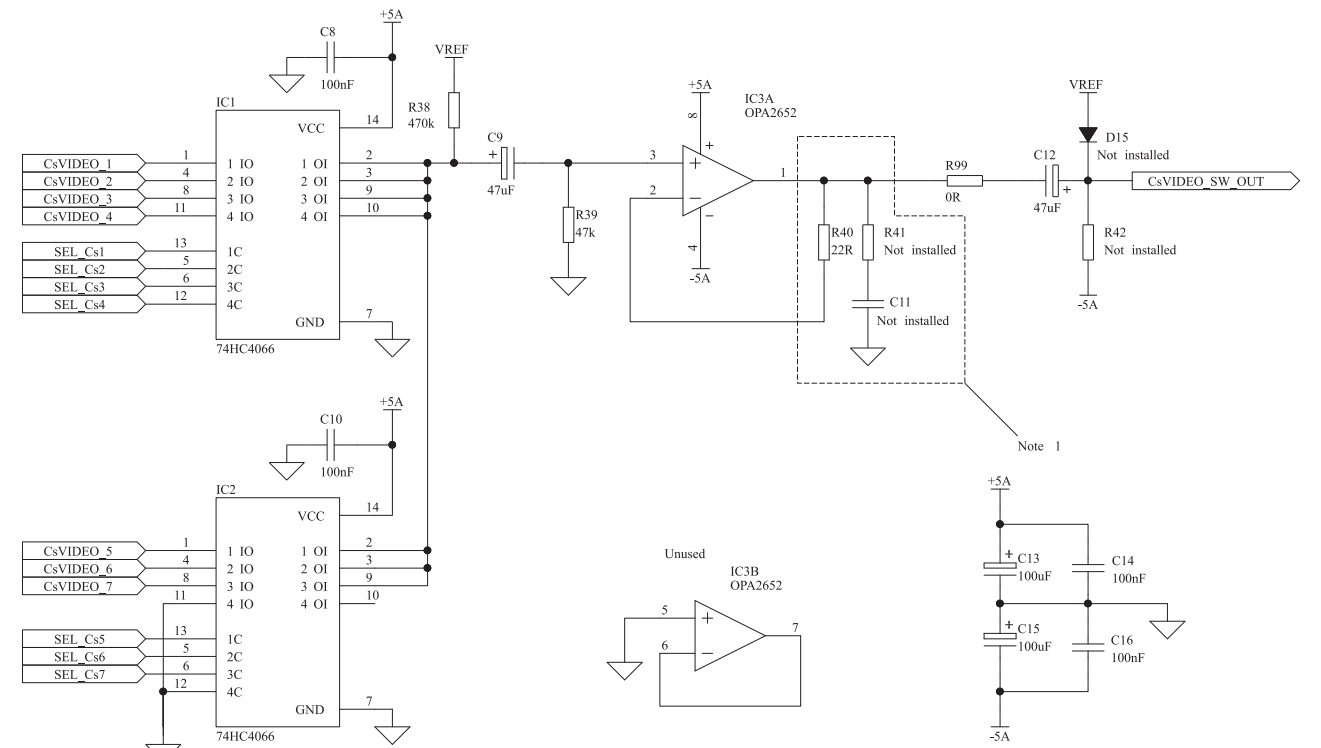 +5A
C8
100nF
VREF
R38
470k
IC1
VCC
14
CsVIDEO_1
1
1 IO
1 OI
2
CsVIDEO_2
4
2 IO
2 OI
3
CsVIDEO_3
8
3 IO
3 OI
9
CsVIDEO_4
11
4 IO
4 OI
10
SEL_Cs1
13
1C
SEL_Cs2
5
2C
SEL_Cs3
6
3C
SEL_Cs4
12
4C
GND
7
74HC4066
C9
+
47uF
R39
47k
+5A
8
IC3A
OPA2652
+
3
+
2
−
1
−
4
-5A
R40
22R
R41
Not installed
C11
Not installed
R99
0R
C12
+
47uF
VREF
D15
Not installed
CsVIDEO_SW_OUT
R42
Not installed
-5A
Note 1
+5A
C10
100nF
IC2
VCC
14
CsVIDEO_5
1
1 IO
1 OI
2
CsVIDEO_6
4
2 IO
2 OI
3
CsVIDEO_7
8
3 IO
3 OI
9
11
4 IO
4 OI
10
SEL_Cs5
13
1C
SEL_Cs6
5
2C
SEL_Cs7
6
3C
12
4C
GND
7
74HC4066
Unused
IC3B
OPA2652
5
+
6
−
7
+5A
+
C13
100uF
C14
100nF
+
C15
100uF
C16
100nF
-5A